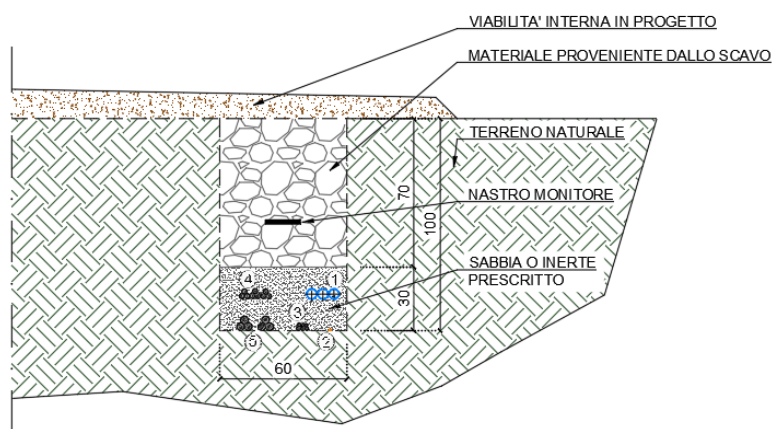 VIABILITA' INTERNA IN PROGETTO
MATERIALE PROVENIENTE DALLO SCAVO
TERRENO NATURALE
70
100
NASTRO MONITORE
SABBIA O INERTE
PRESCRITTO
4
1
30
3
5
2
60